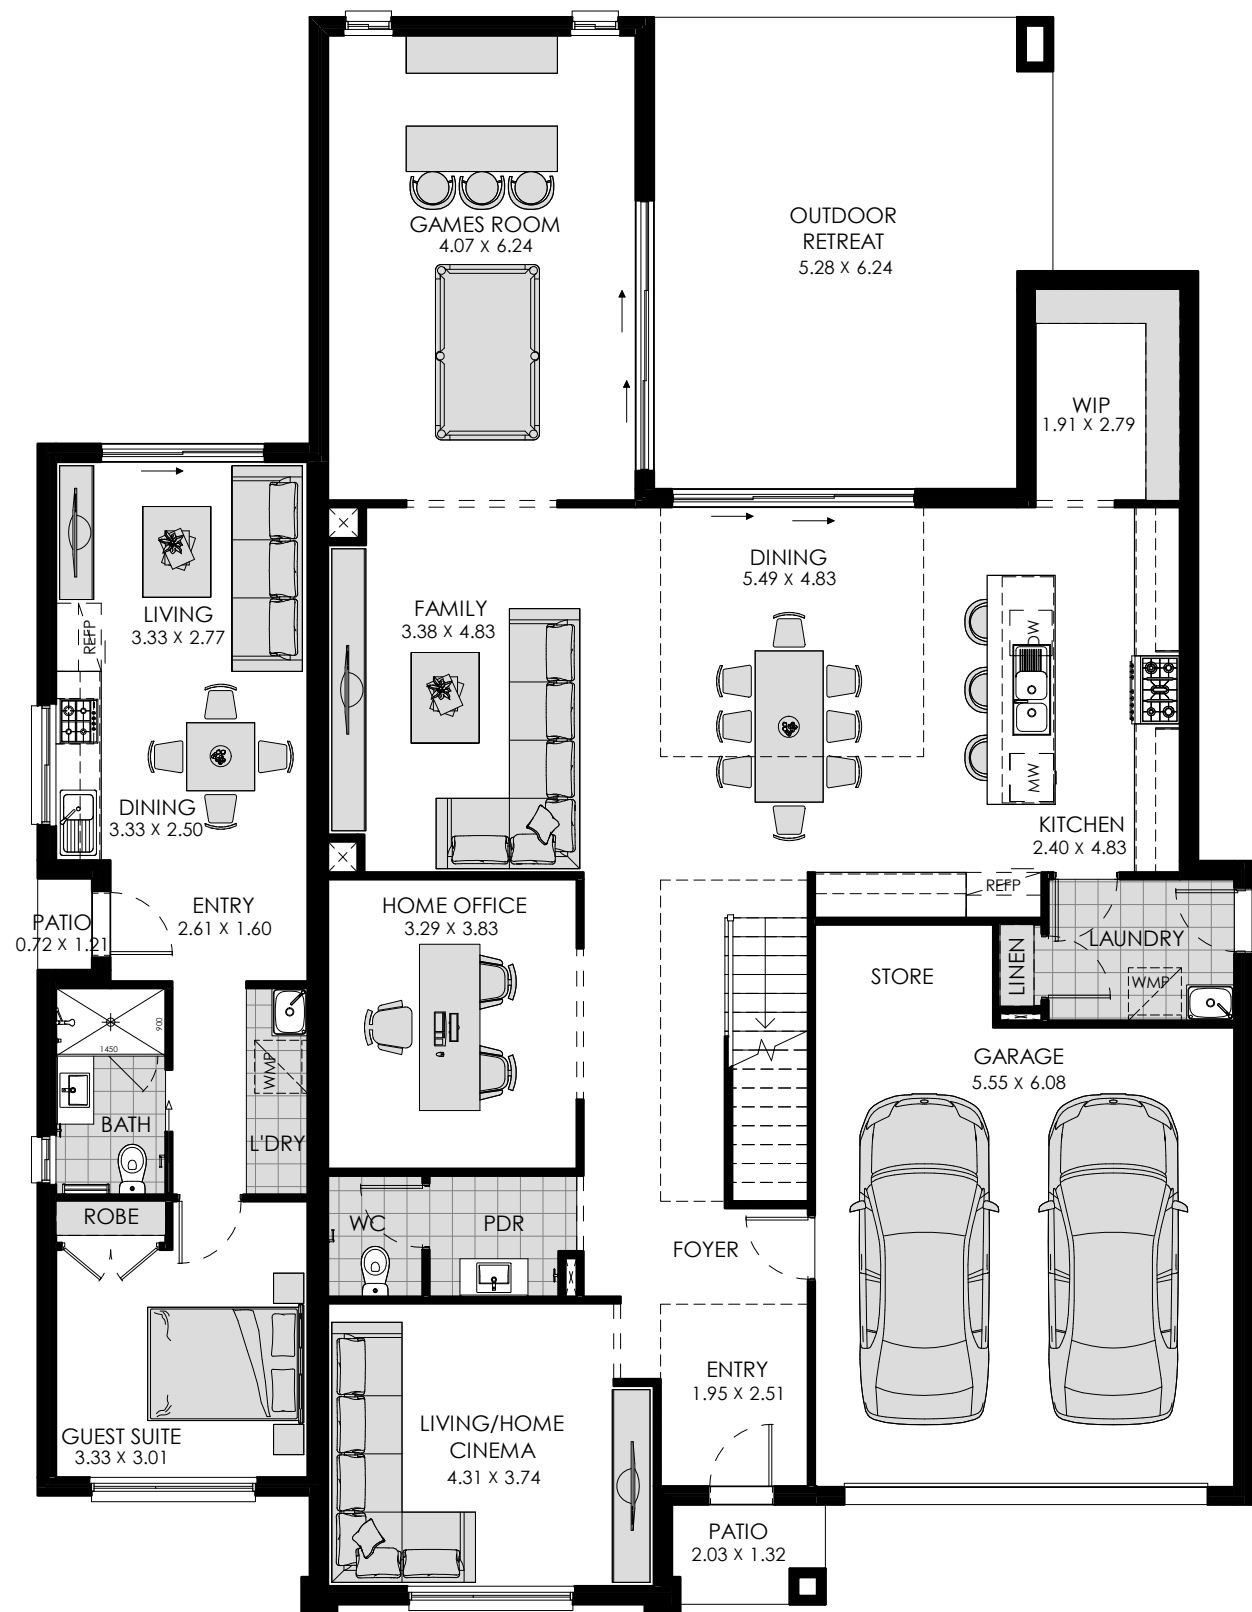 GAMES ROOM
4.07 X 6.24
OUTDOOR
RETREAT
5.28 X 6.24
WIP
1.91 X 2.79
LIVING
3.33 X 2.77
REFP
FAMILY
3.38 X 4.83
DINING
5.49 X 4.83
DW
MW
KITCHEN
2.40 X 4.83
DINING
3.33 X 2.50
PATIO
0.72 X 1.21
ENTRY
2.61 X 1.60
HOME OFFICE
3.29 X 3.83
REFP
LAUNDRY
LINEN
WMP
STORE
GARAGE
5.55 X 6.08
900
1450
WMP
BATH
L'DRY
ROBE
WC
PDR
FOYER
ENTRY
1.95 X 2.51
GUEST SUITE
3.33 X 3.01
LIVING/HOME
CINEMA
4.31 X 3.74
PATIO
2.03 X 1.32